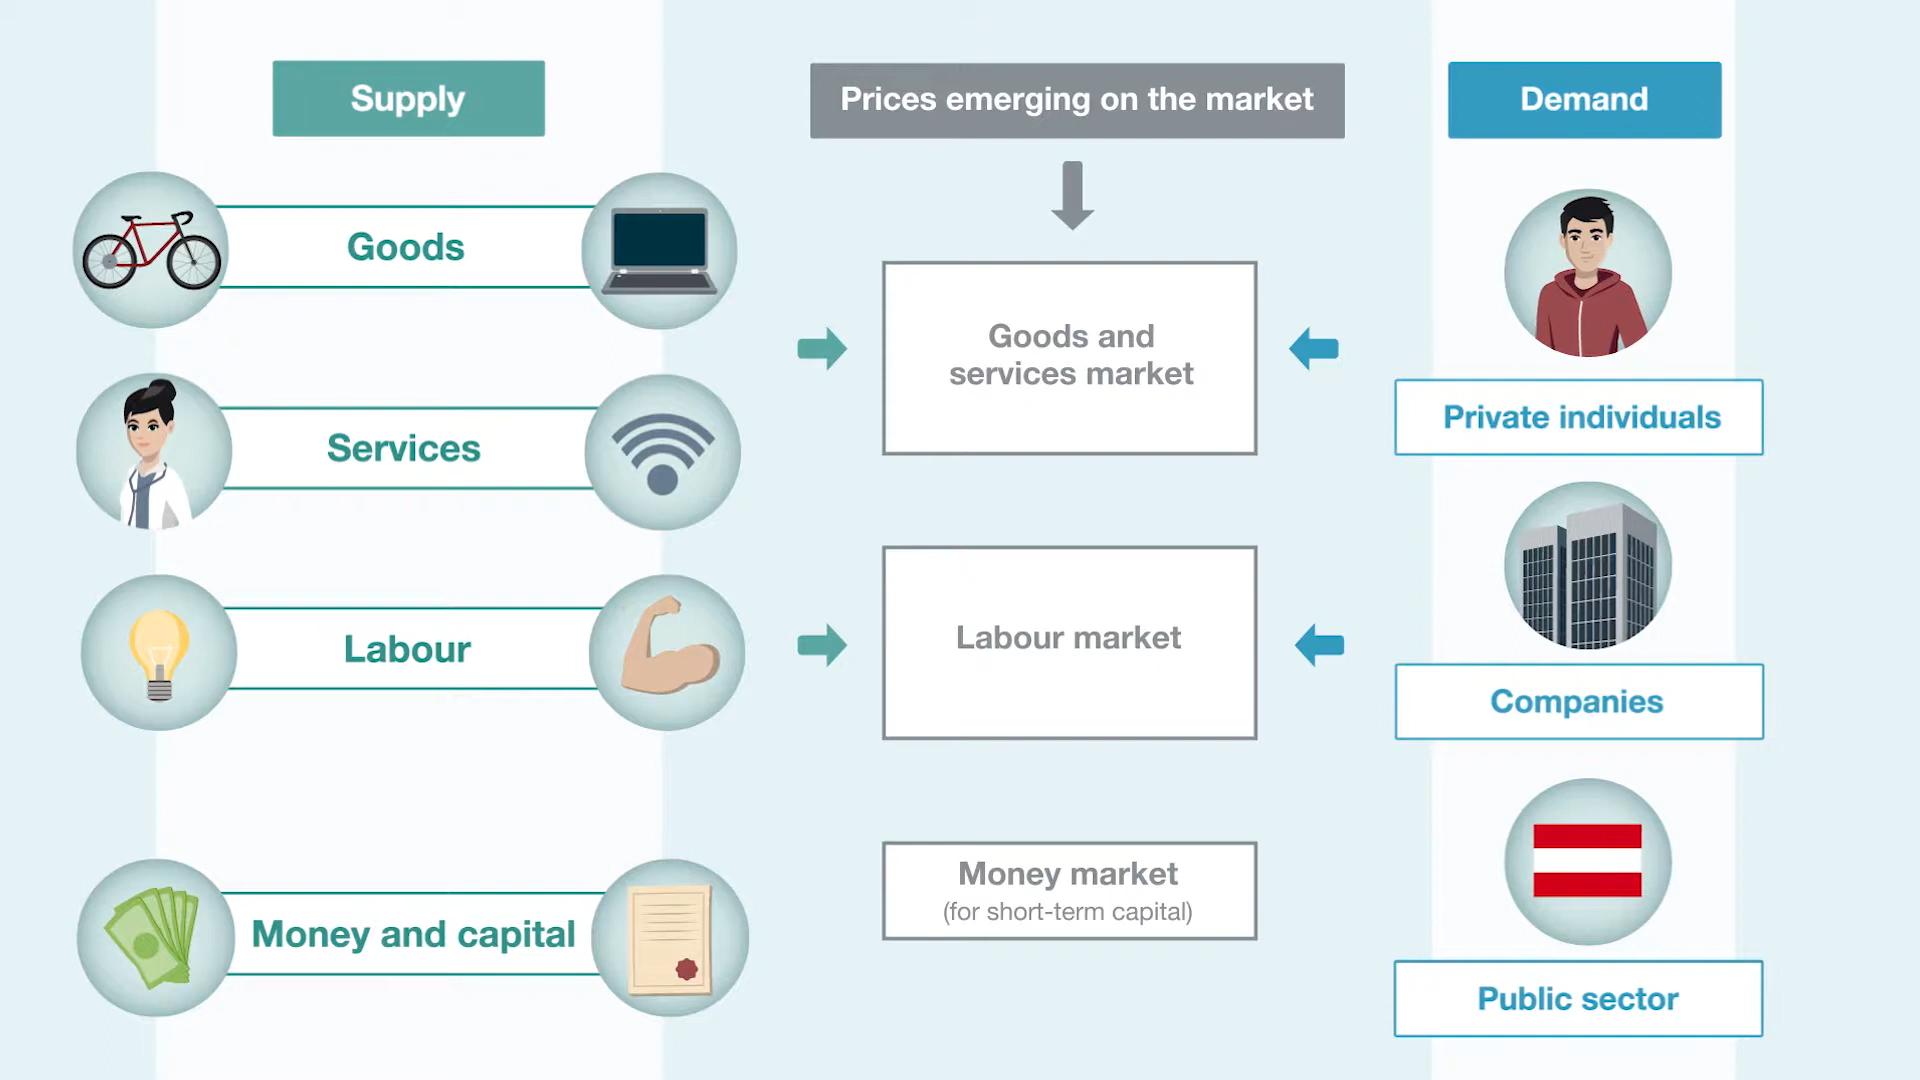 Supply
Goods
Services
Labour
Money and capital
Prices emerging on the market
Goods and
services market
Labour market
Money market
(for short-term capital)
Demand
Private individuals
Companies
Public sector